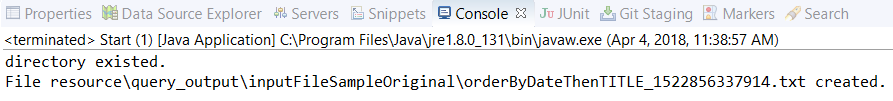 Properties Data Source Explorer Servers Snippets Console JUnit Git Staging Markers Search
<terminated> Start (1) [Java Application] C:\Program Files\Java\jre1.8.0_131\bin\javaw.exe (Apr 4, 2018, 11:38:57 AM)
directory existed.
File resource\query_output\inputFileSampleOriginal\orderByDateThenTITLE_1522856337914.txt created.